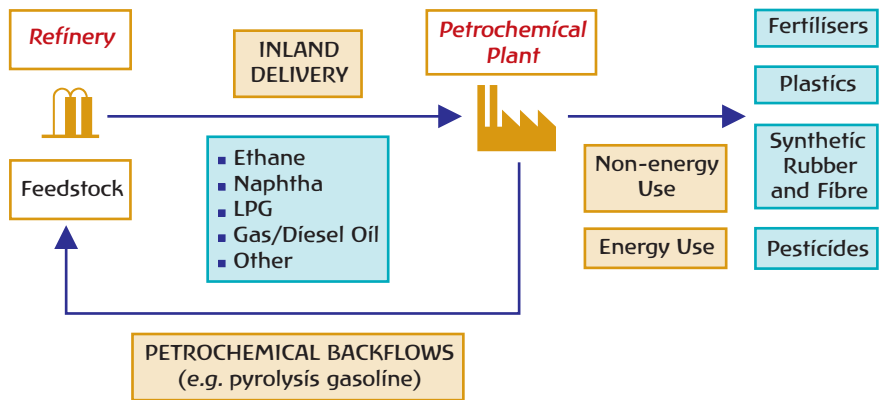 Refinery
Feedstock
INLAND
DELIVERY
Ethane
Naphtha
LPG
Gas/Diesel Oil
Other
Petrochemical
Plant
Non-energy
Use
Energy Use
Fertilisers
Plastics
Synthetic
Rubber
and Fibre
Pesticides
PETROCHEMICAL BACKFLOWS
(e.g. pyrolysis gasoline)